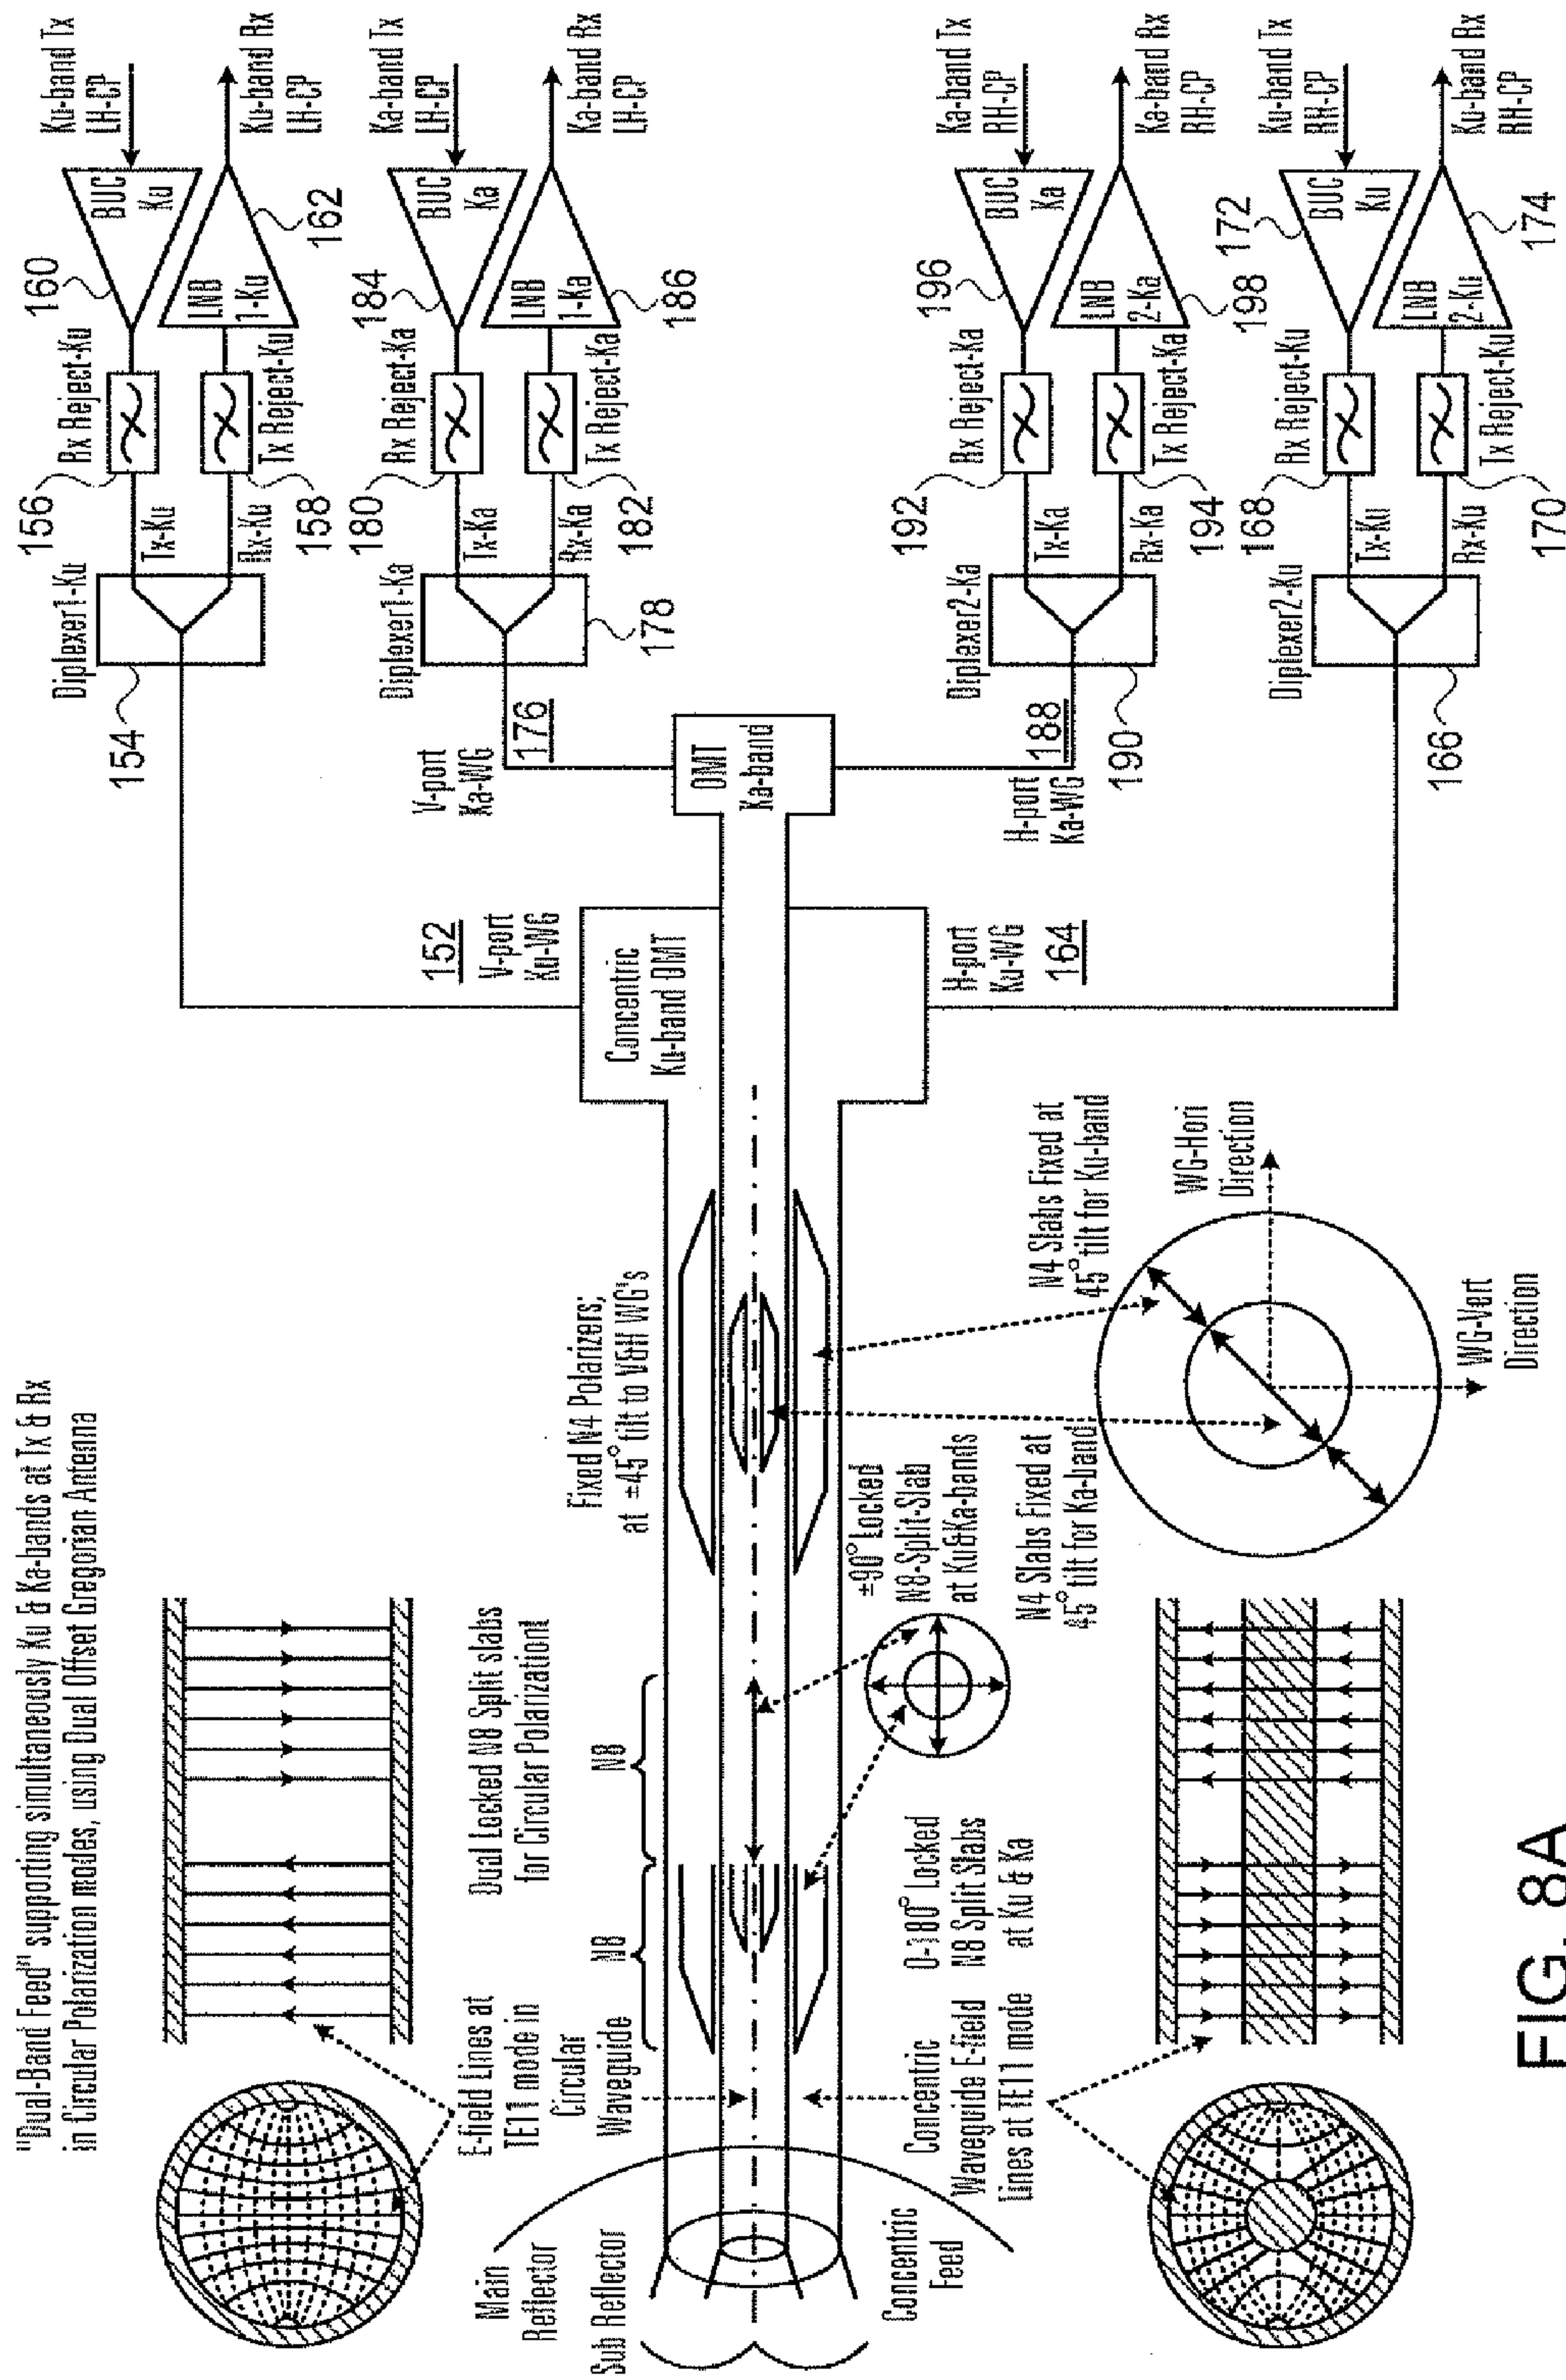 "Dual-Band Feed" supporting simultaneously Ku & Ka-bands at Tx & Rx
in Circular Polarization modes, using Dual Offset Gregorian Antenna
E-field Lines at
TE11 mode in
Circular
Waveguide
Main
Reflector
Sub Reflector
Concentric
Feed
Concentric
Waveguide E-field
Lines at TE11 mode
Dual Locked N8 Split slabs
for Circular Polarization!
N8
N8
0-180° Locked
N8 Split Slabs
at Ku & Ka
±90° Locked
N8-Split-Slab
at Ku&Ka-bands
Fixed N4 Polarizers;
at ±45° tilt to V&H WG's
N4 Slabs Fixed at
45° tilt for Ka-band
N4 Slabs Fixed at
45° tilt for Ku-band
WG-Hori
Direction
WG-Vert
Direction
Concentric
Ku-band OMT
152
V-port
Ku-WG
H-port
Ku-WG
164
OMT
Ka-band
V-port
Ka-WG
176
H-port
Ka-WG
188
Diplexer1-Ku
154
Tx-Ku
Rx-Ku
156
Rx Reject-Ku
158
Tx Reject-Ku
160
BUC
Ku
LNB
1-Ku
162
Ku-band Tx
LH-CP
Ku-band Rx
LH-CP
Diplexer1-Ka
178
Tx-Ka
Rx-Ka
180
Rx Reject-Ka
182
Tx Reject-Ka
184
BUC
Ka
LNB
1-Ka
186
Ka-band Tx
LH-CP
Ka-band Rx
LH-CP
Diplexer2-Ka
190
Tx-Ka
Rx-Ka
192
Rx Reject-Ka
194
Tx Reject-Ka
196
BUC
Ka
LNB
2-Ka
198
Ka-band Tx
RH-CP
Ka-band Rx
RH-CP
Diplexer2-Ku
166
Tx-Ku
Rx-Ku
168
Rx Reject-Ku
170
Tx Reject-Ku
172
BUC
Ku
LNB
2-Ku
174
Ku-band Tx
RH-CP
Ku-band Rx
RH-CP
FIG. 8A